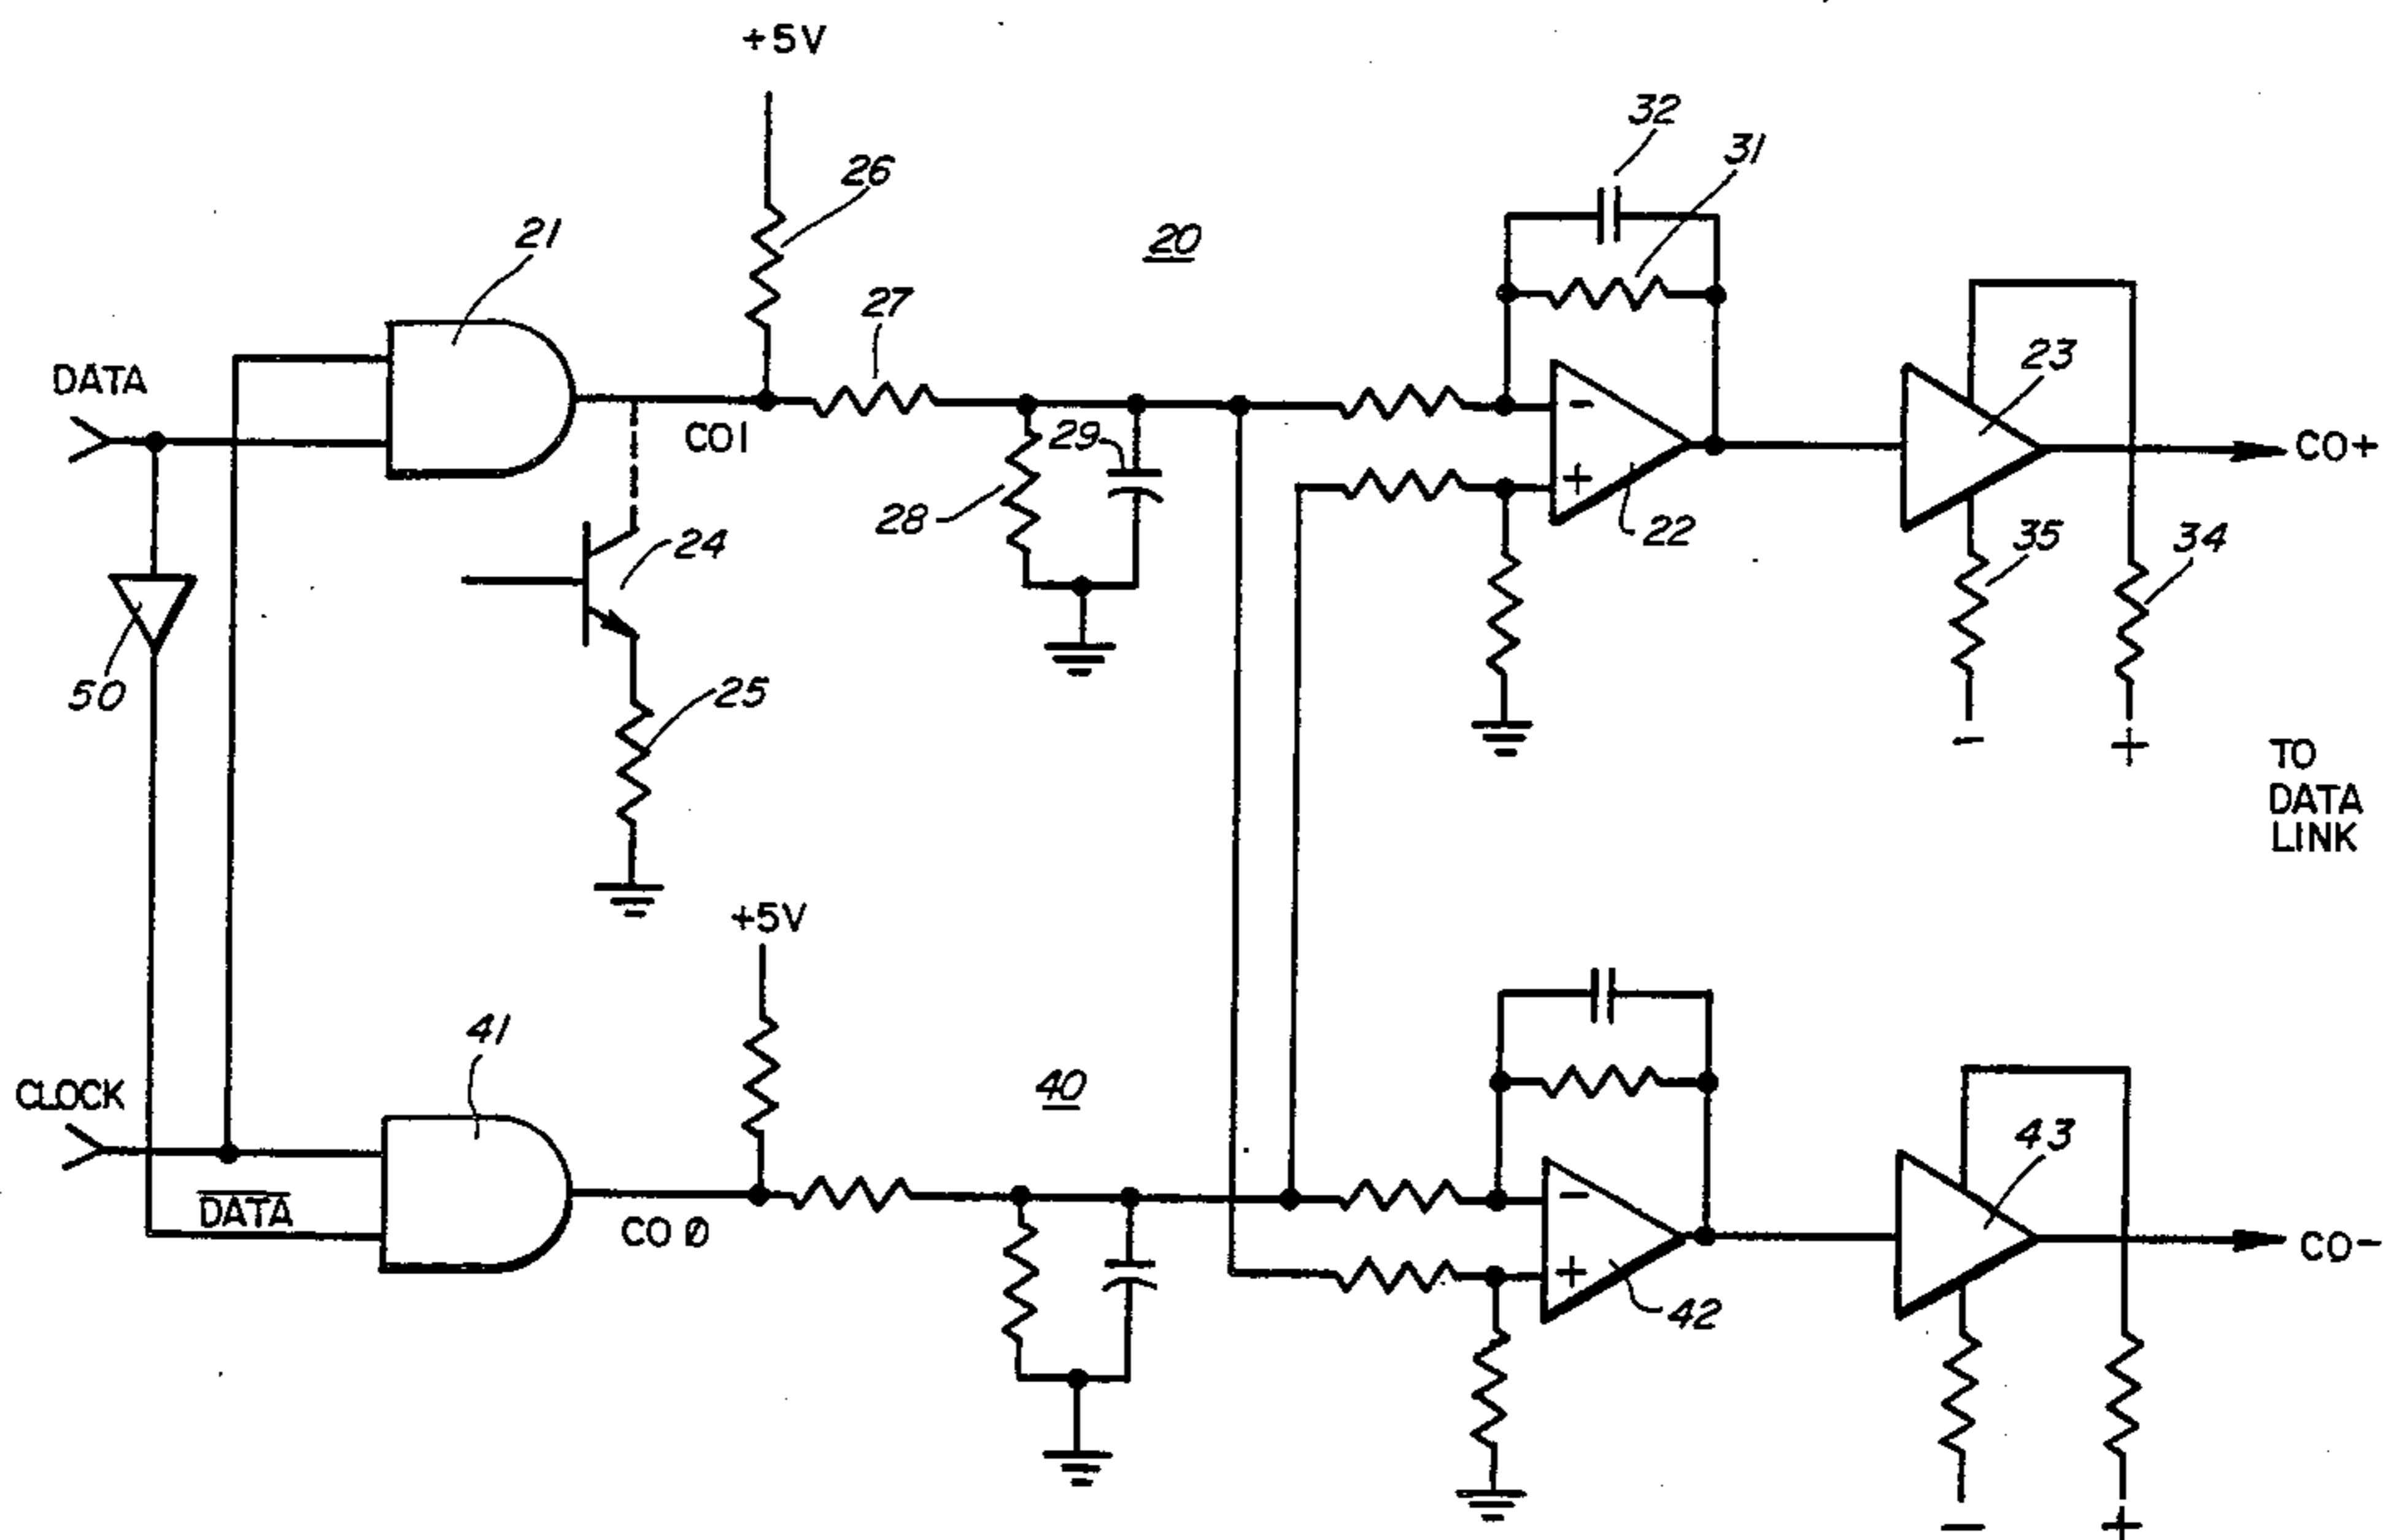 +5V
32
31
26
21
20
27
23
DATA
CO1
29
CO+
28
24
22
35
34
50
25
-
+
-
+
TO
DATA
LINK
+5V
41
40
CLOCK
43
DATA
CO Ø
-
+
42
CO-
-
+